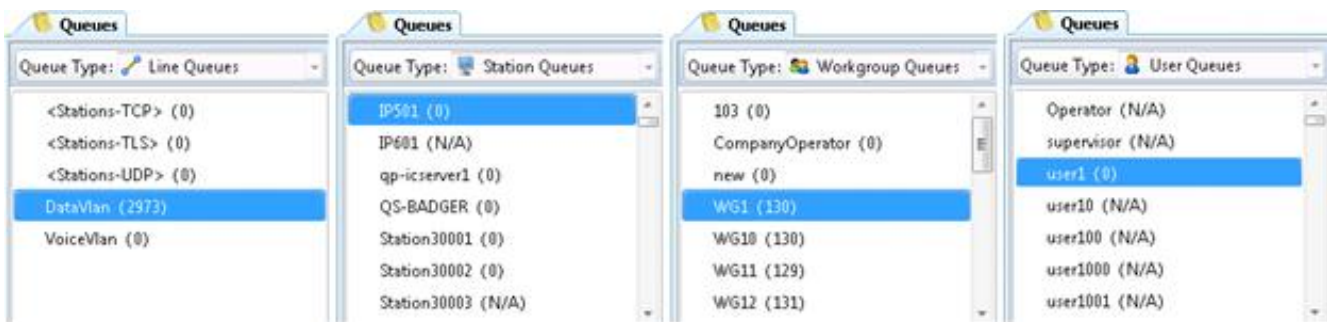 Queues
Queue Type: Line Queues
<Stations-TCP> (0)
<Stations-TLS> (0)
<Stations-UDP> (0)
DataVlan (2973)
VoiceVlan (0)
Queues
Queue Type: Station Queues
IP501 (0)
IP601 (N/A)
qp-icserver1 (0)
QS-BADGER (0)
Station30001 (0)
Station30002 (0)
Station30003 (N/A)
Queues
Queue Type: Workgroup Queues
103 (0)
CompanyOperator (0)
new (0)
WG1 (130)
WG10 (130)
WG11 (129)
WG12 (131)
Queues
Queue Type: User Queues
Operator (N/A)
supervisor (N/A)
user1 (0)
user10 (N/A)
user100 (N/A)
user1000 (N/A)
user1001 (N/A)